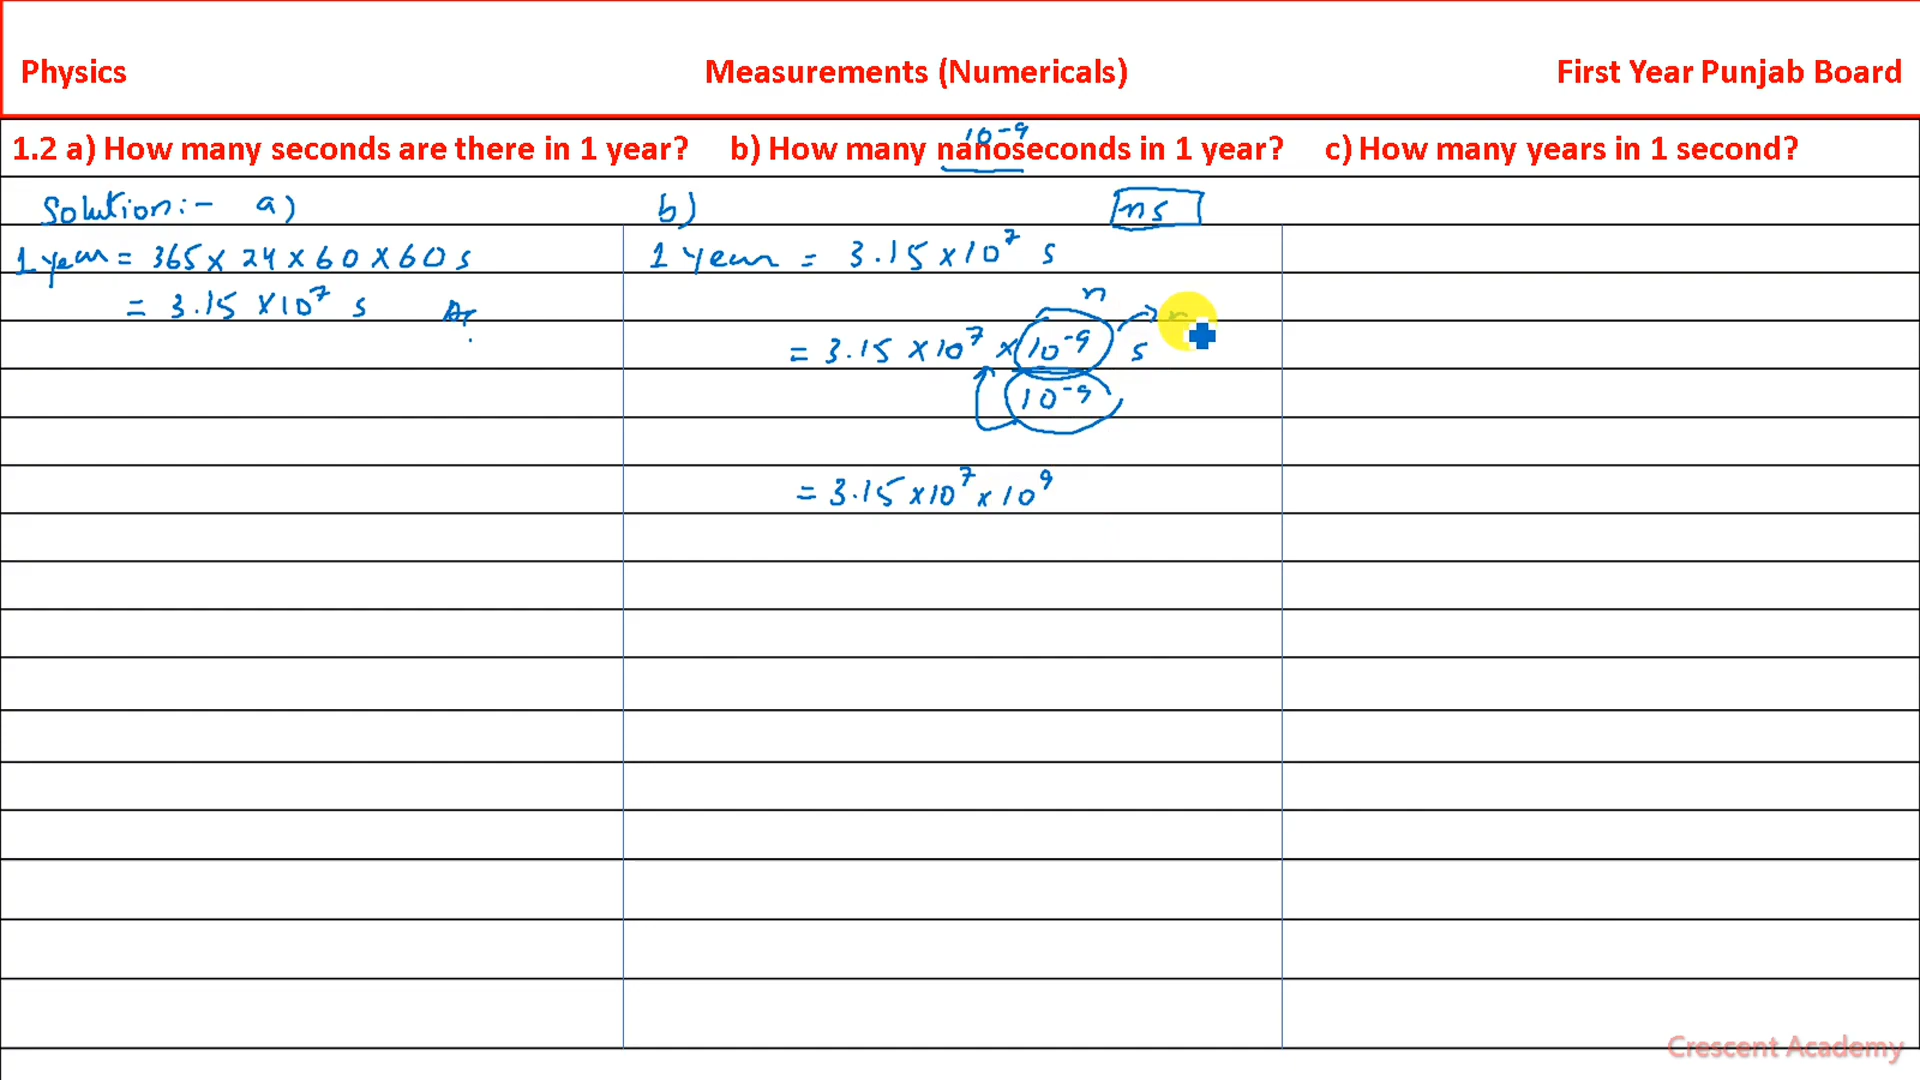 Physics Measurements (Numericals) First Year Punjab Board
10⁻⁹
1.2 a) How many seconds are there in 1 year? b) How many nanoseconds in 1 year? c) How many years in 1 second?
Solution:- a)
1 year = 365 × 24 × 60 × 60 s
= 3.15 × 10⁷ s
b) ns
1 year = 3.15 × 10⁷ s
n
= 3.15 × 10⁷ × 10⁻⁹ s
10⁻⁹
= 3.15 × 10⁷ × 10⁹
Crescent Academy